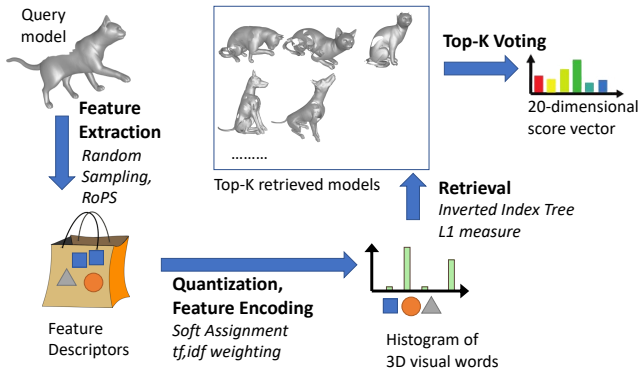 Query
model
Feature
Extraction
Random
Sampling,
RoPS
Feature
Descriptors
Quantization,
Feature Encoding
Soft Assignment
tf,idf weighting
Histogram of
3D visual words
Retrieval
Inverted Index Tree
L1 measure
.........
Top-K retrieved models
Top-K Voting
20-dimensional
score vector